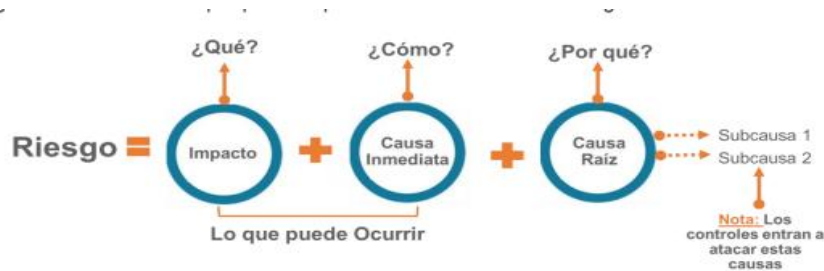 ¿Qué?
¿Cómo?
¿Por qué?
Riesgo =
Impacto
+
Causa
Inmediata
+
Causa
Raíz
Subcausa 1
Subcausa 2
Lo que puede Ocurrir
Nota: Los
controles entran a
atacar estas
causas